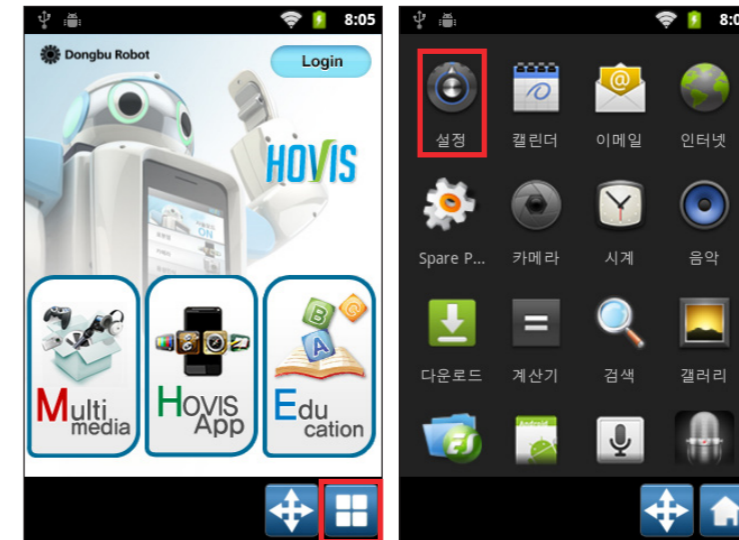 8:05
Dongbu Robot
Login
HOVIS
Multi
media
HOVIS
App
Edu
cation
8:0
설정
캘린더
이메일
인터넷
Spare P...
카메라
시계
음악
다운로드
계산기
검색
갤러리